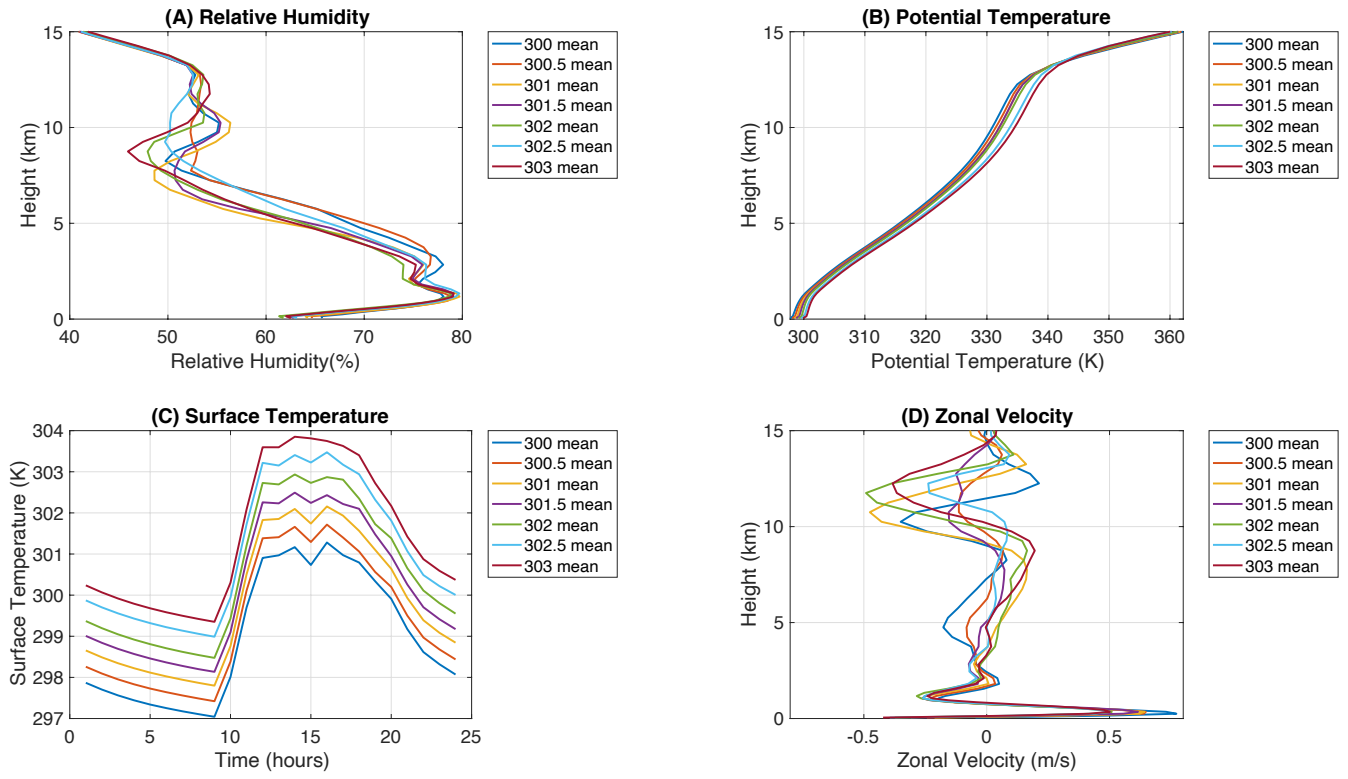 (A) Relative Humidity
15
10
5
0
40
50
60
70
80
Height (km)
Relative Humidity(%)
300 mean
300.5 mean
301 mean
301.5 mean
302 mean
302.5 mean
303 mean
(B) Potential Temperature
15
10
5
0
300
310
320
330
340
350
360
Height (km)
Potential Temperature (K)
300 mean
300.5 mean
301 mean
301.5 mean
302 mean
302.5 mean
303 mean
(C) Surface Temperature
304
303
302
301
300
299
298
297
0
5
10
15
20
25
Surface Temperature (K)
Time (hours)
300 mean
300.5 mean
301 mean
301.5 mean
302 mean
302.5 mean
303 mean
(D) Zonal Velocity
15
10
5
0
-0.5
0
0.5
Height (km)
Zonal Velocity (m/s)
300 mean
300.5 mean
301 mean
301.5 mean
302 mean
302.5 mean
303 mean